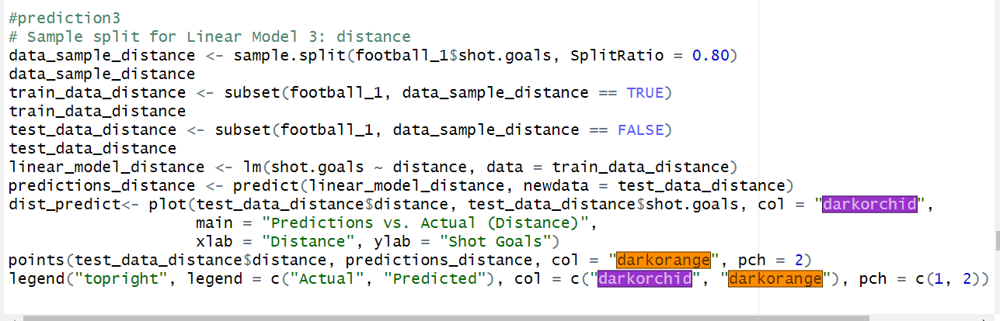 #prediction3
# Sample split for Linear Model 3: distance
data_sample_distance <- sample.split(football_1$shot.goals, SplitRatio = 0.80)
data_sample_distance
train_data_distance <- subset(football_1, data_sample_distance == TRUE)
train_data_distance
test_data_distance <- subset(football_1, data_sample_distance == FALSE)
test_data_distance
linear_model_distance <- lm(shot.goals ~ distance, data = train_data_distance)
predictions_distance <- predict(linear_model_distance, newdata = test_data_distance)
dist_predict<- plot(test_data_distance$distance, test_data_distance$shot.goals, col = "darkorchid",
                    main = "Predictions vs. Actual (Distance)",
                    xlab = "Distance", ylab = "Shot Goals")
points(test_data_distance$distance, predictions_distance, col = "darkorange", pch = 2)
legend("topright", legend = c("Actual", "Predicted"), col = c("darkorchid", "darkorange"), pch = c(1, 2))